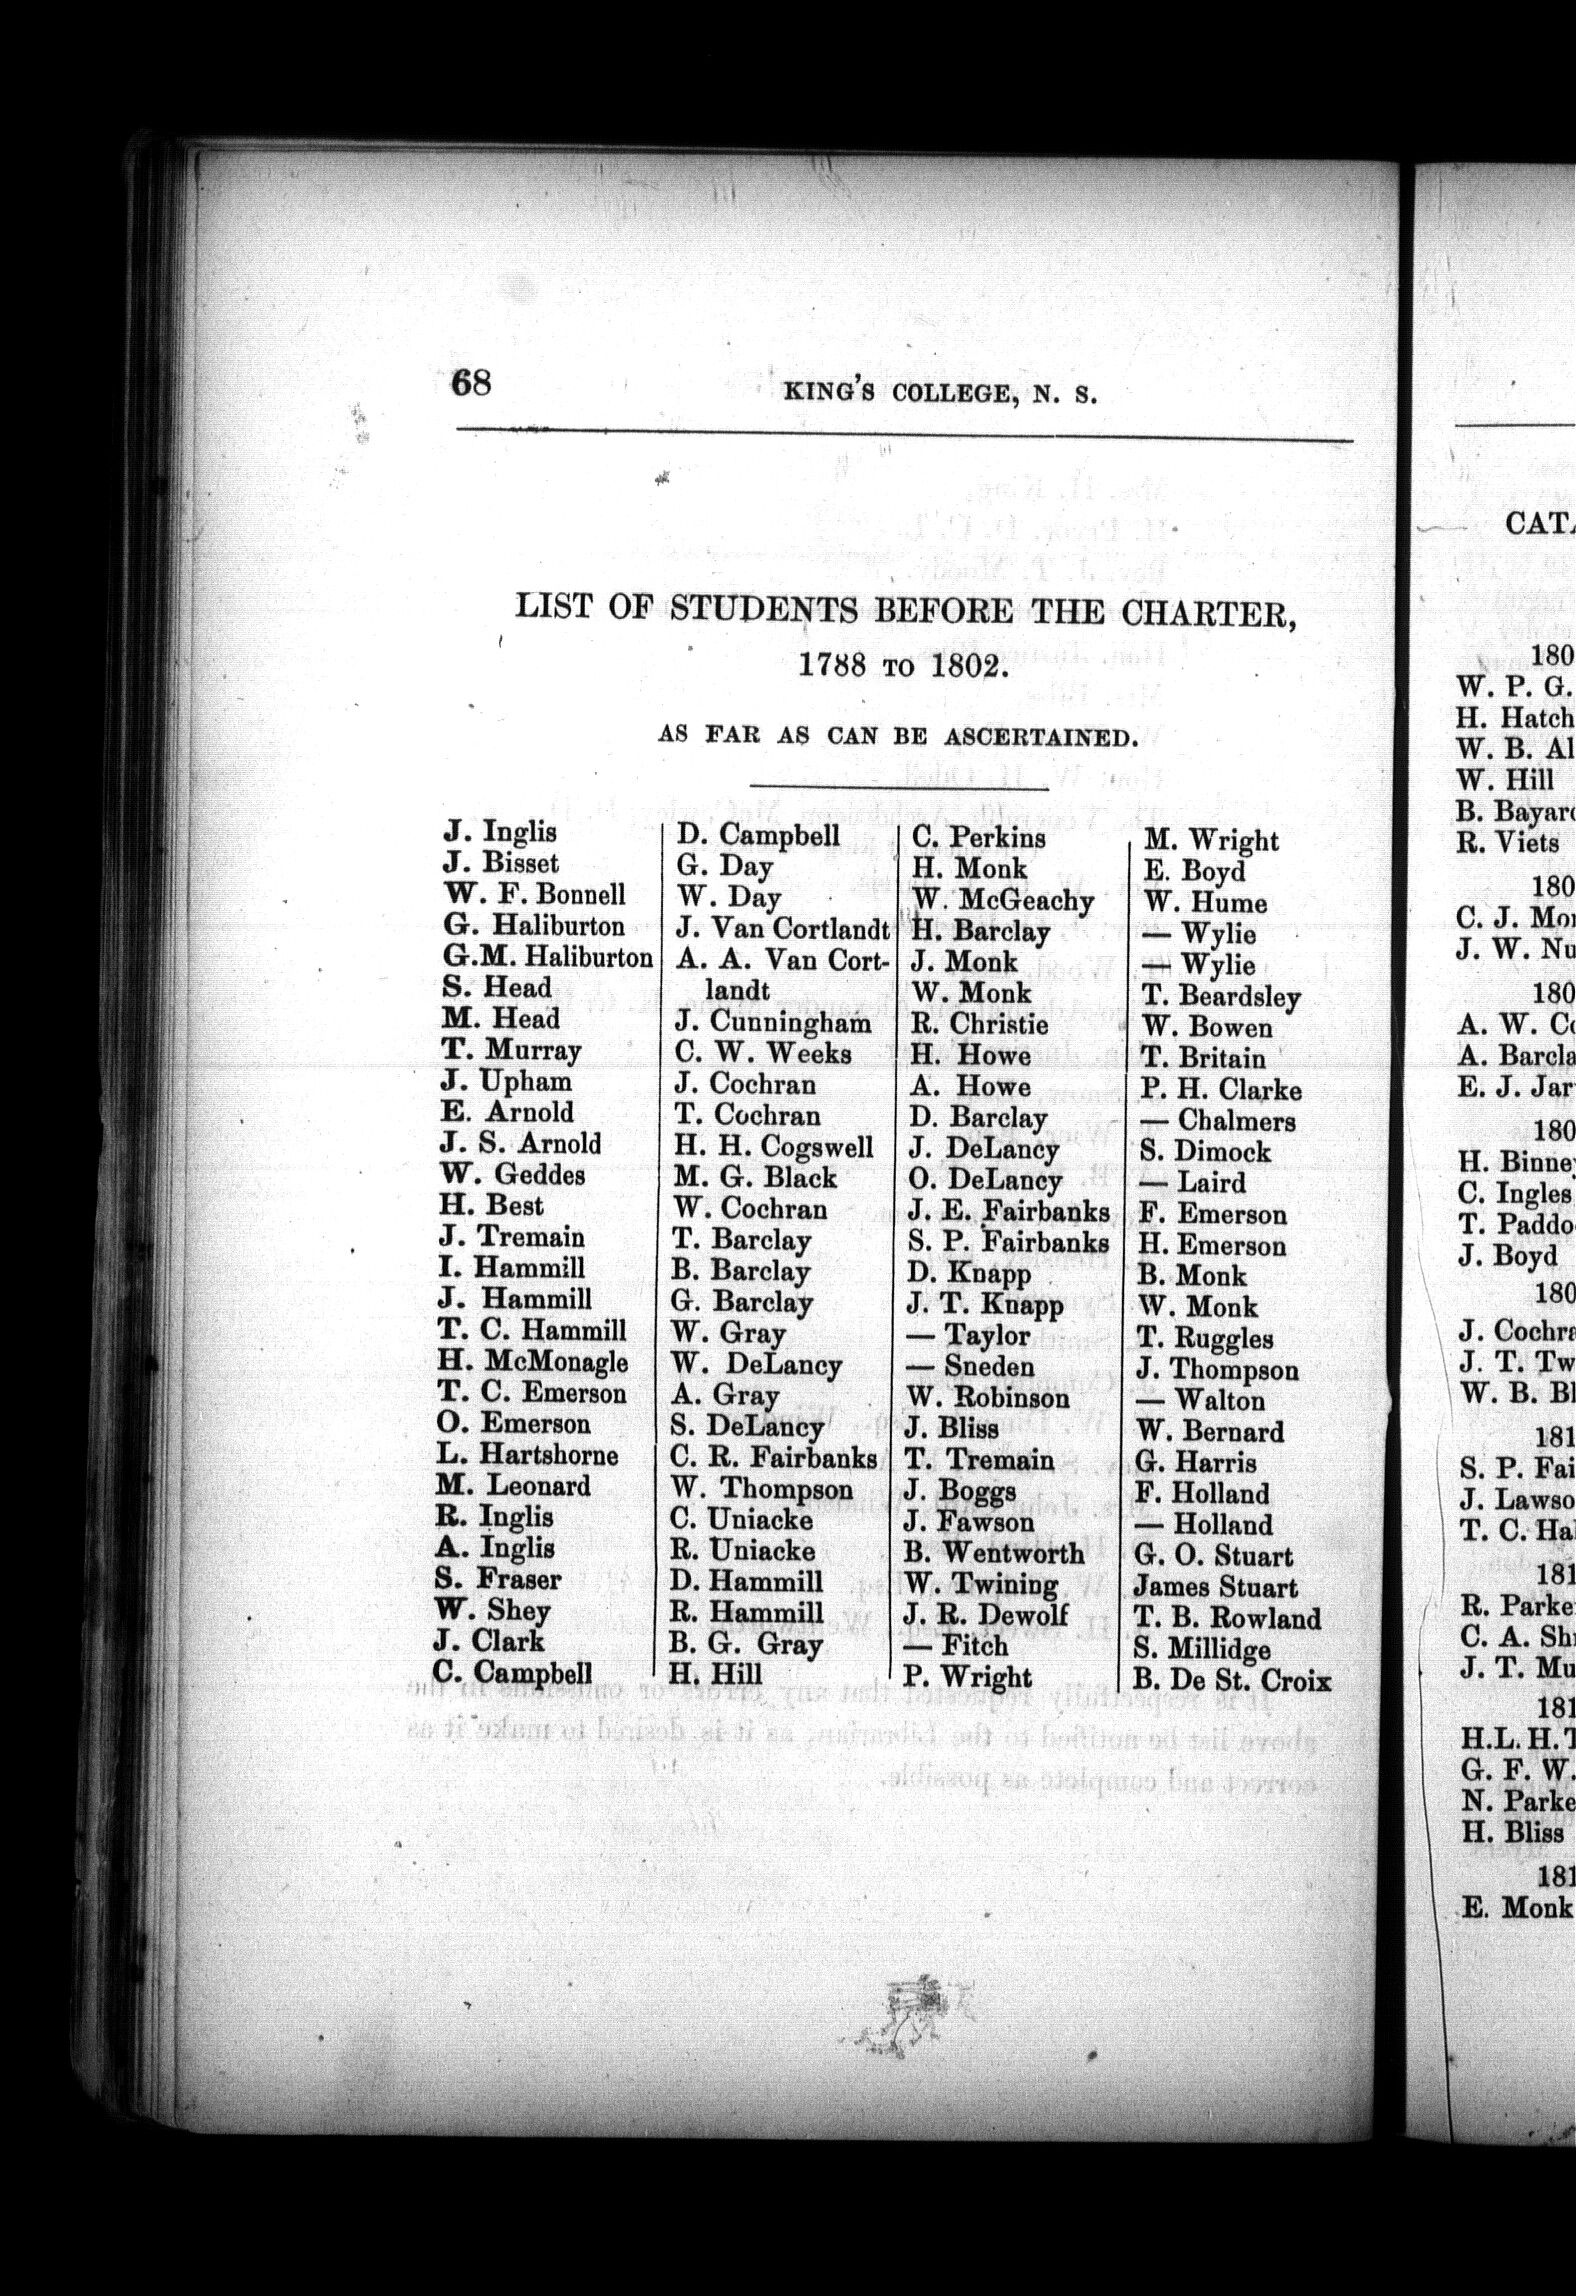 68
KING'S COLLEGE, N. S.
LIST OF STUDENTS BEFORE THE CHARTER,
1788 TO 1802.
AS FAR AS CAN BE ASCERTAINED.
J. Inglis
J. Bisset
W. F. Bonnell
G. Haliburton
G.M. Haliburton
S. Head
M. Head
T. Murray
J. Upham
E. Arnold
J. S. Arnold
W. Geddes
H. Best
J. Tremain
I. Hammill
J. Hammill
T. C. Hammill
H. McMonagle
T. C. Emerson
O. Emerson
L. Hartshorne
M. Leonard
R. Inglis
A. Inglis
S. Fraser
W. Shey
J. Clark
C. Campbell
D. Campbell
G. Day
W. Day
J. Van Cortlandt
A. A. Van Cort-
landt
J. Cunningham
C. W. Weeks
J. Cochran
T. Cochran
H. H. Cogswell
M. G. Black
W. Cochran
T. Barclay
B. Barclay
G. Barclay
W. Gray
W. DeLancy
A. Gray
S. DeLancy
C. R. Fairbanks
W. Thompson
C. Uniacke
R. Uniacke
D. Hammill
R. Hammill
B. G. Gray
H. Hill
C. Perkins
H. Monk
W. McGeachy
H. Barclay
J. Monk
W. Monk
R. Christie
H. Howe
A. Howe
D. Barclay
J. DeLancy
O. DeLancy
J. E. Fairbanks
S. P. Fairbanks
D. Knapp
J. T. Knapp
— Taylor
— Sneden
W. Robinson
J. Bliss
T. Tremain
J. Boggs
J. Fawson
B. Wentworth
W. Twining
J. R. Dewolf
— Fitch
P. Wright
M. Wright
E. Boyd
W. Hume
— Wylie
— Wylie
T. Beardsley
W. Bowen
T. Britain
P. H. Clarke
— Chalmers
S. Dimock
— Laird
F. Emerson
H. Emerson
B. Monk
W. Monk
T. Ruggles
J. Thompson
— Walton
W. Bernard
G. Harris
F. Holland
— Holland
G. O. Stuart
James Stuart
T. B. Rowland
S. Millidge
B. De St. Croix
W. P. G.
H. Hatch
W. B.
W. Hill
R. Viets
C. J.
J. W.
A. W.
A.
E. J.
H.
C. Ingles
T.
J. Boyd
J.
J. T.
W. B.
S. P.
J.
T. C.
R.
C. A.
J. T.
H.L.H.
G. F. W.
N.
H. Bliss
E. Monk